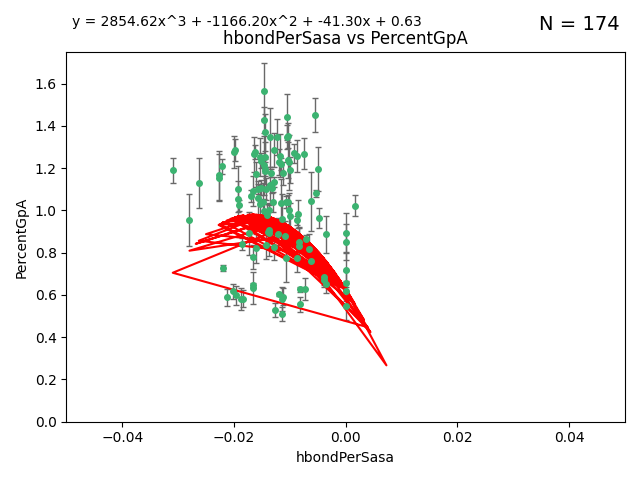 y = 2854.62x^3 + -1166.20x^2 + -41.30x + 0.63
N = 174
hbondPerSasa vs PercentGpA
PercentGpA
1.6
1.4
1.2
1.0
0.8
0.6
0.4
0.2
0.0
−0.04
−0.02
0.00
0.02
0.04
hbondPerSasa